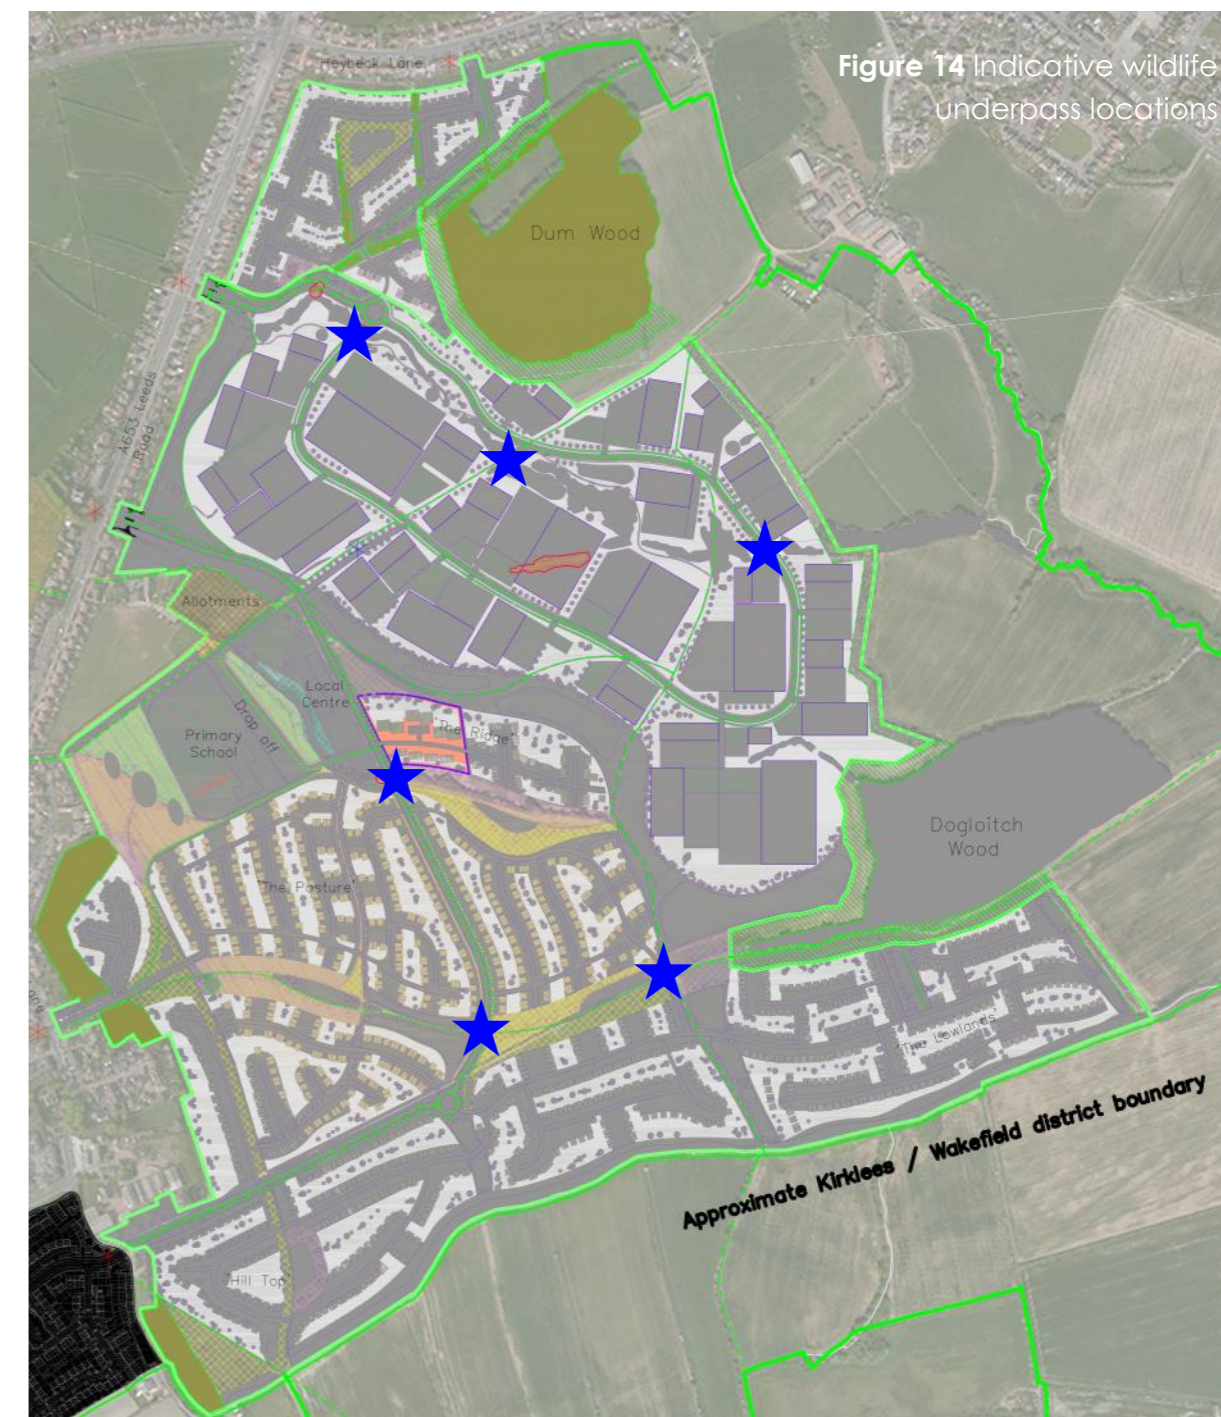 Figure 14 Indicative wildlife
underpass locations
Heybeck Lane
Dum Wood
A653 Leeds
Road
Allotments
Local
Centre
Drop off
Primary
School
'The Ridge'
Dogloitch
Wood
'The Pasture'
'The Lowlands'
Approximate Kirklees / Wakefield district boundary
'Hill Top'